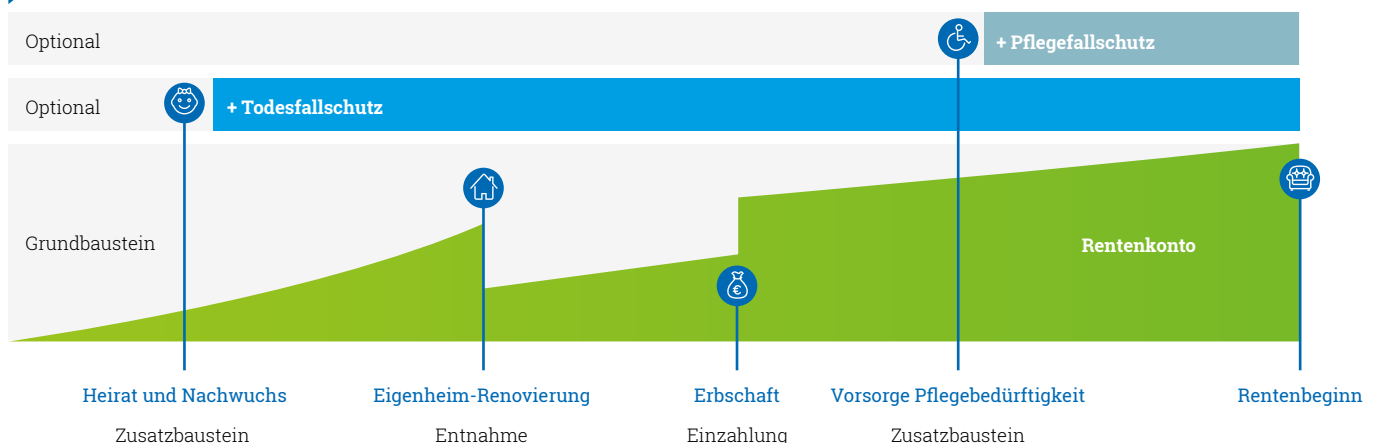 Optional
+ Pflegefallschutz
Optional
+ Todesfallschutz
Grundbaustein
Rentenkonto
€
Heirat und Nachwuchs
Eigenheim-Renovierung
Erbschaft
Vorsorge Pflegebedürftigkeit
Rentenbeginn
Zusatzbaustein
Entnahme
Einzahlung
Zusatzbaustein